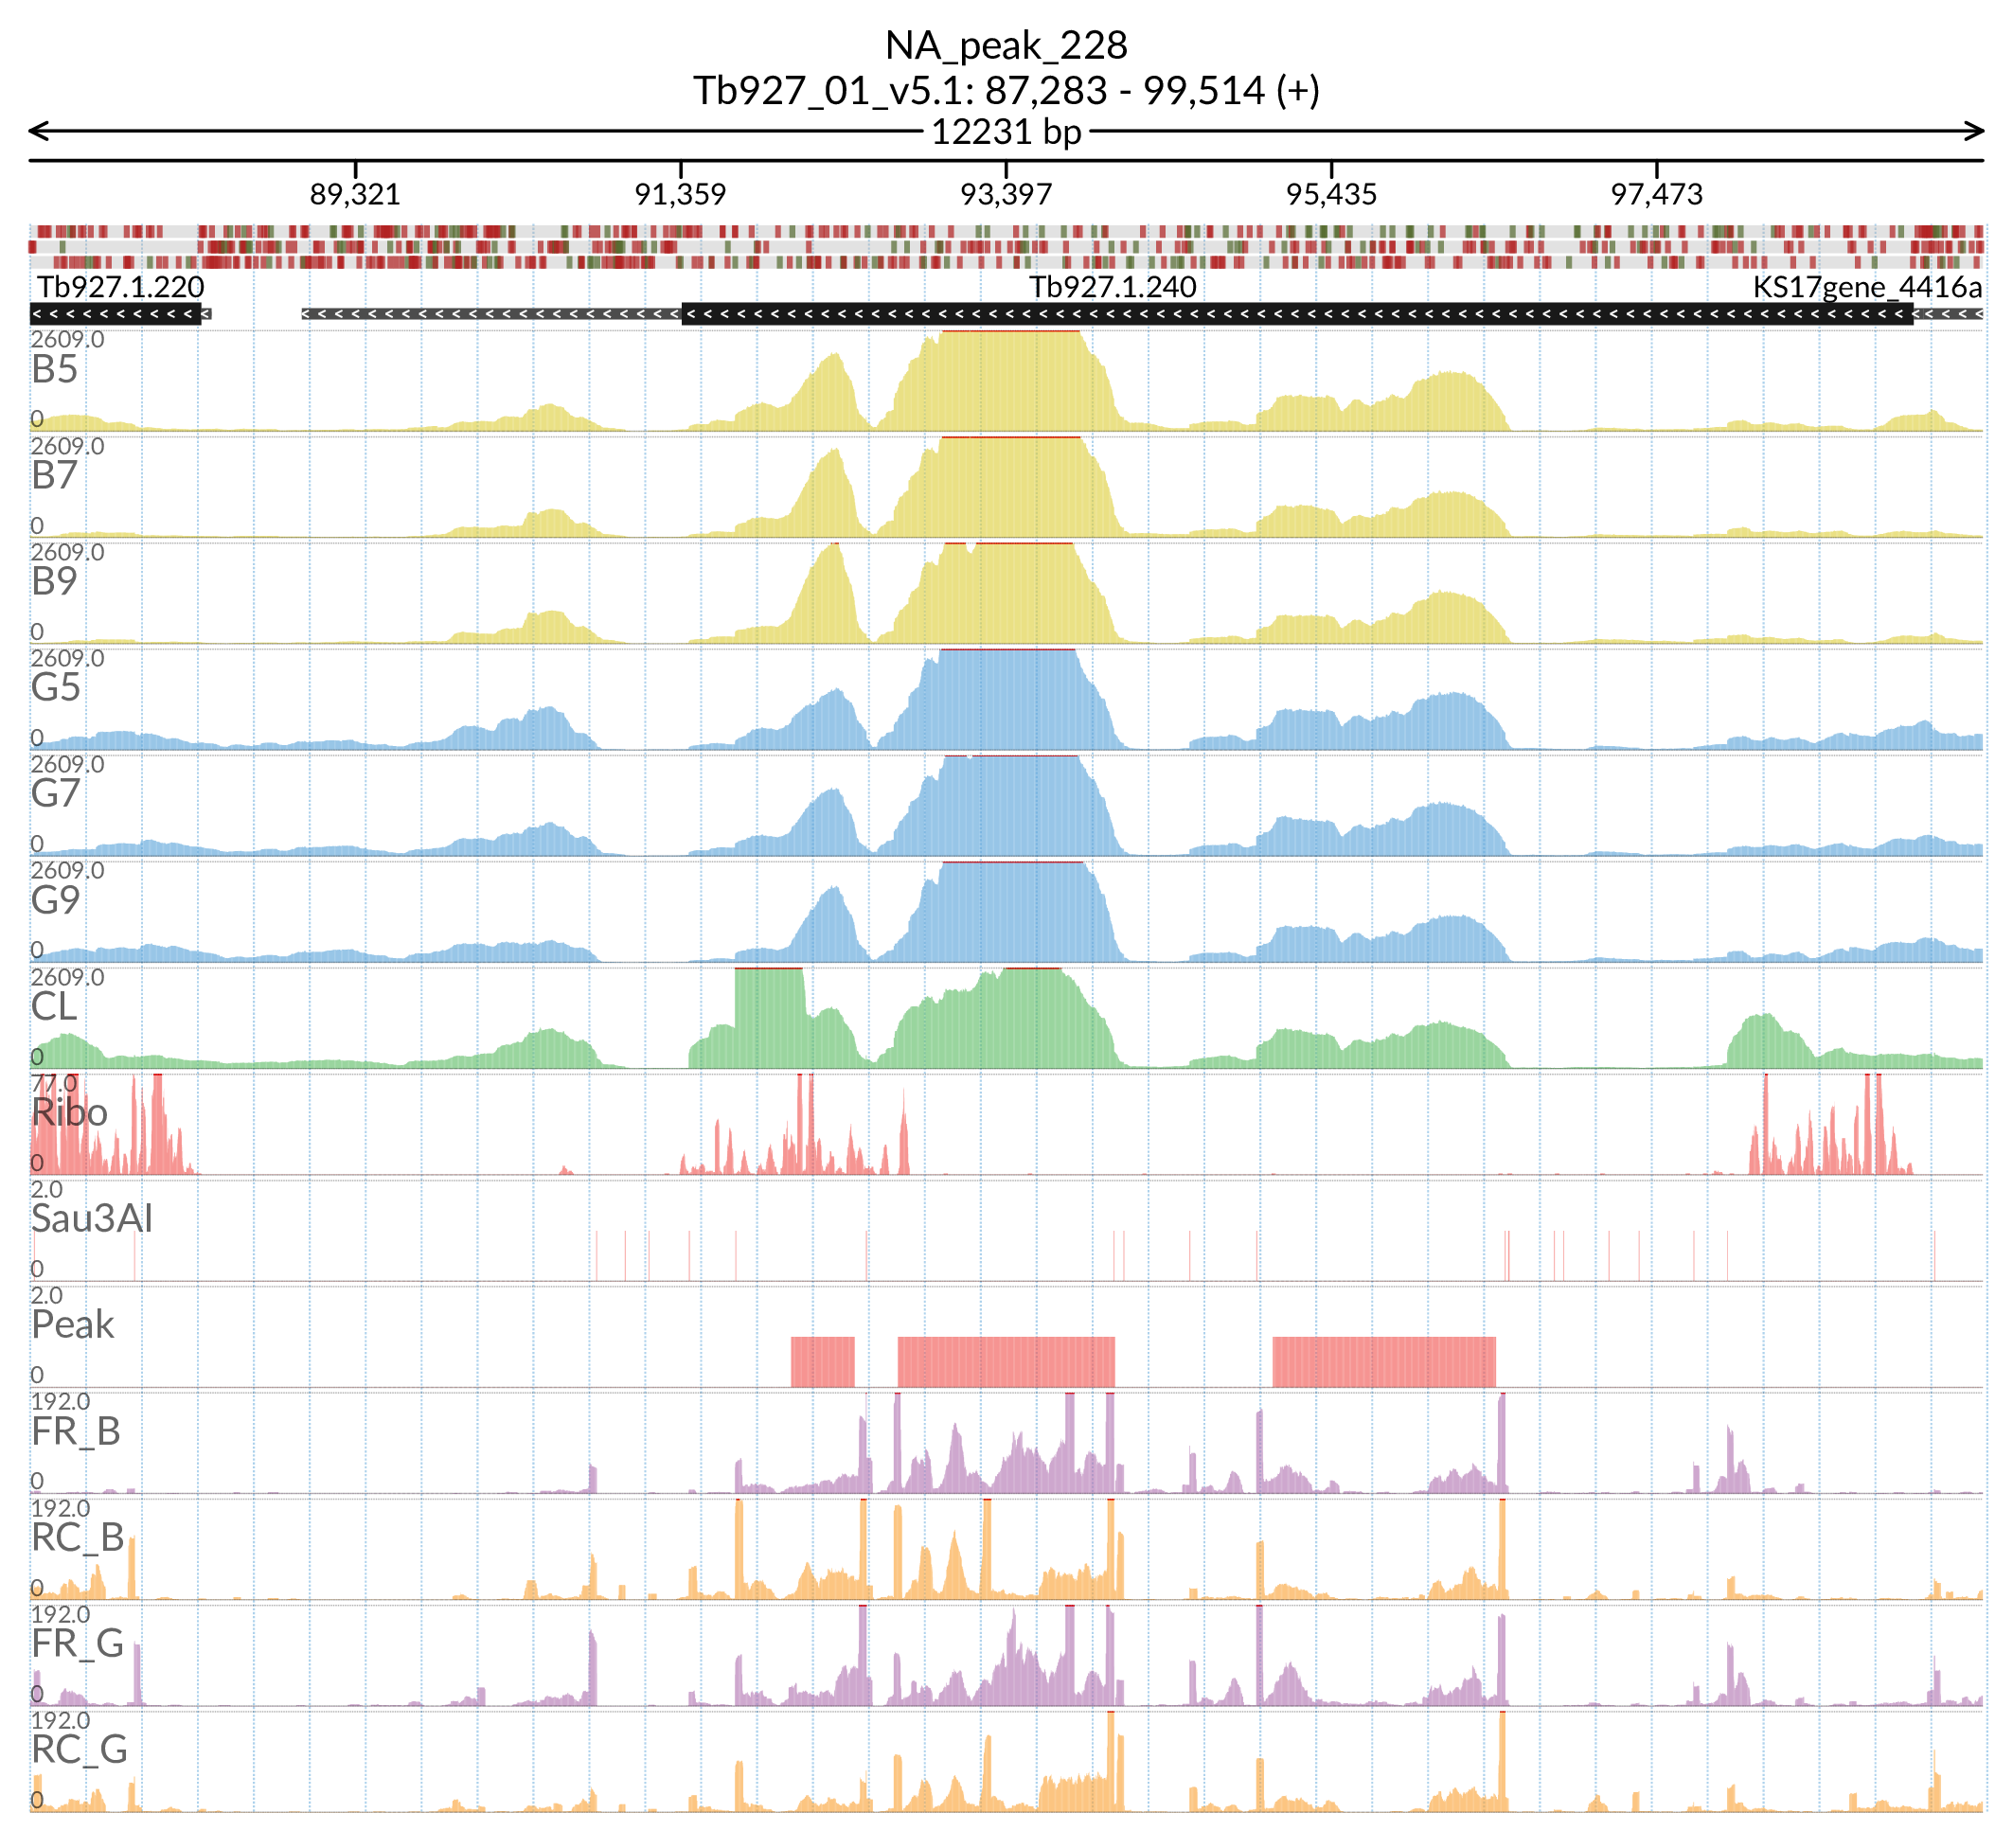 NA_peak_228
Tb927_01_v5.1: 87,283 - 99,514 (+)
12231 bp
89,321 91,359 93,397 95,435 97,473
Tb927.1.220 Tb927.1.240 KS17gene_4416a
2609.0
B5
0
2609.0
B7
0
2609.0
B9
0
2609.0
G5
0
2609.0
G7
0
2609.0
G9
0
2609.0
CL
0
77.0
Ribo
0
2.0
Sau3AI
0
2.0
Peak
0
192.0
FR_B
0
192.0
RC_B
0
192.0
FR_G
0
192.0
RC_G
0